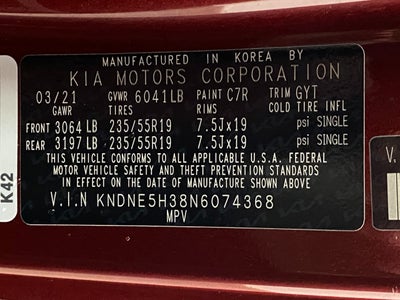 MANUFACTURED IN KOREA BY
KIA MOTORS CORPORATION
03/21 GVWR 6041LB PAINT C7R TRIM GYT
GAWR TIRES RIMS COLD TIRE INFL
FRONT 3064 LB 235/55R19 7.5Jx19 psi SINGLE
REAR 3197 LB 235/55R19 7.5Jx19 psi SINGLE
THIS VEHICLE CONFORMS TO ALL APPLICABLE U.S.A. FEDERAL
MOTOR VEHICLE SAFETY AND THEFT PREVENTION STANDARDS
IN EFFECT ON THE DATE OF MANUFACTURE SHOWN ABOVE.
V.I.N KNDNE5H38N6074368
MPV
K42
V.